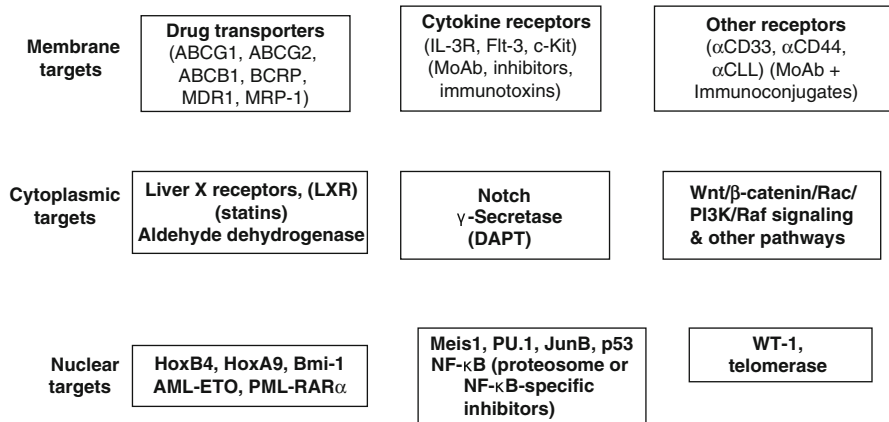 Membrane
targets
Drug transporters
(ABCG1, ABCG2,
ABCB1, BCRP,
MDR1, MRP-1)
Cytokine receptors
(IL-3R, Flt-3, c-Kit)
(MoAb, inhibitors,
immunotoxins)
Other receptors
(αCD33, αCD44,
αCLL) (MoAb +
Immunoconjugates)
Cytoplasmic
targets
Liver X receptors, (LXR)
(statins)
Aldehyde dehydrogenase
Notch
γ-Secretase
(DAPT)
Wnt/β-catenin/Rac/
PI3K/Raf signaling
& other pathways
Nuclear
targets
HoxB4, HoxA9, Bmi-1
AML-ETO, PML-RARα
Meis1, PU.1, JunB, p53
NF-κB (proteosome or
NF-κB-specific
inhibitors)
WT-1,
telomerase